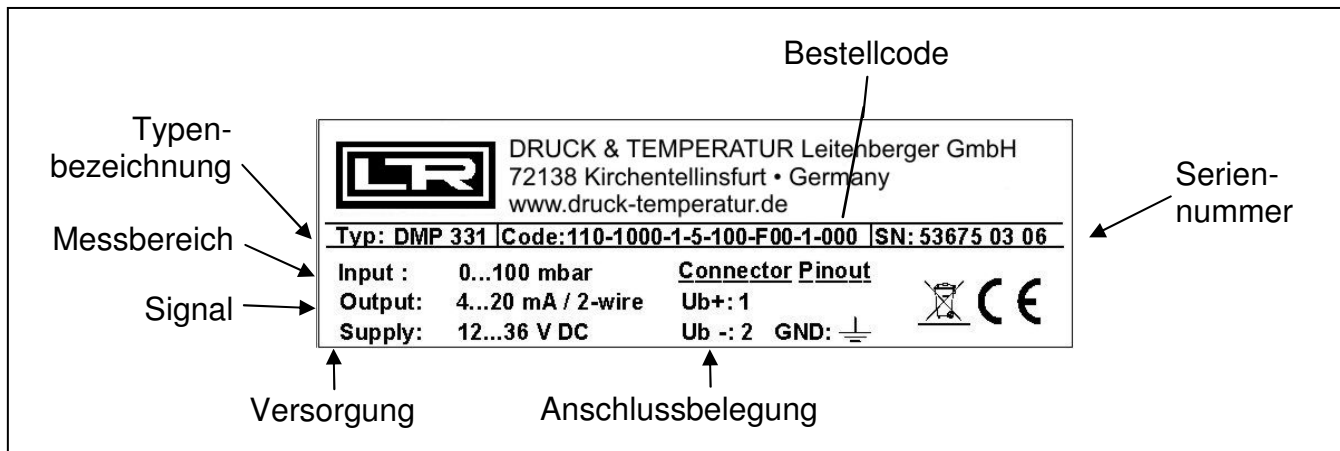 Bestellcode
Typen-
bezeichnung
Messbereich
Signal
LTR
DRUCK & TEMPERATUR Leitenberger GmbH
72138 Kirchentellinsfurt • Germany
www.druck-temperatur.de
Typ: DMP 331 Code:110-1000-1-5-100-F00-1-000 SN: 53675 03 06
Input : 0...100 mbar Connector Pinout
Output: 4...20 mA / 2-wire Ub+: 1
Supply: 12...36 V DC Ub -: 2 GND:
CE
Serien-
nummer
Versorgung
Anschlussbelegung